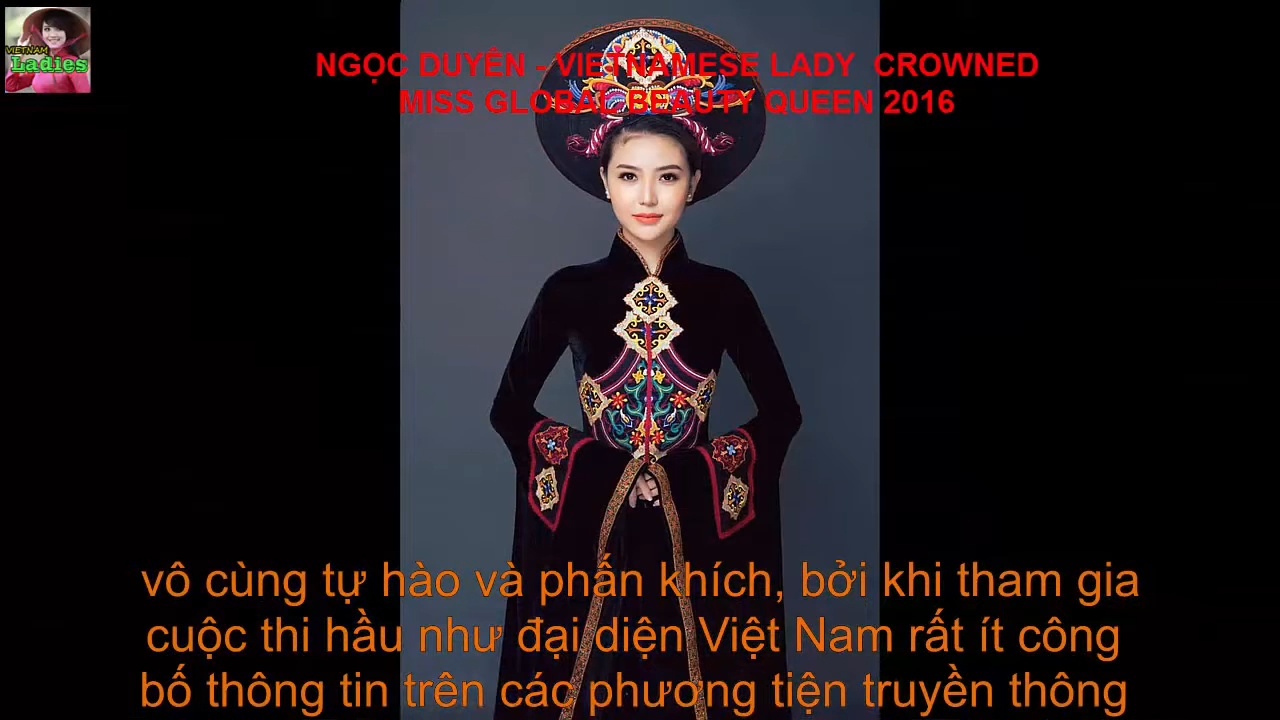 VIETNAM
Ladies
NGỌC DUYÊN - VIETNAMESE LADY CROWNED
MISS GLOBAL BEAUTY QUEEN 2016
vô cùng tự hào và phấn khích, bởi khi tham gia
cuộc thi hầu như đại diện Việt Nam rất ít công
bố thông tin trên các phương tiện truyền thông